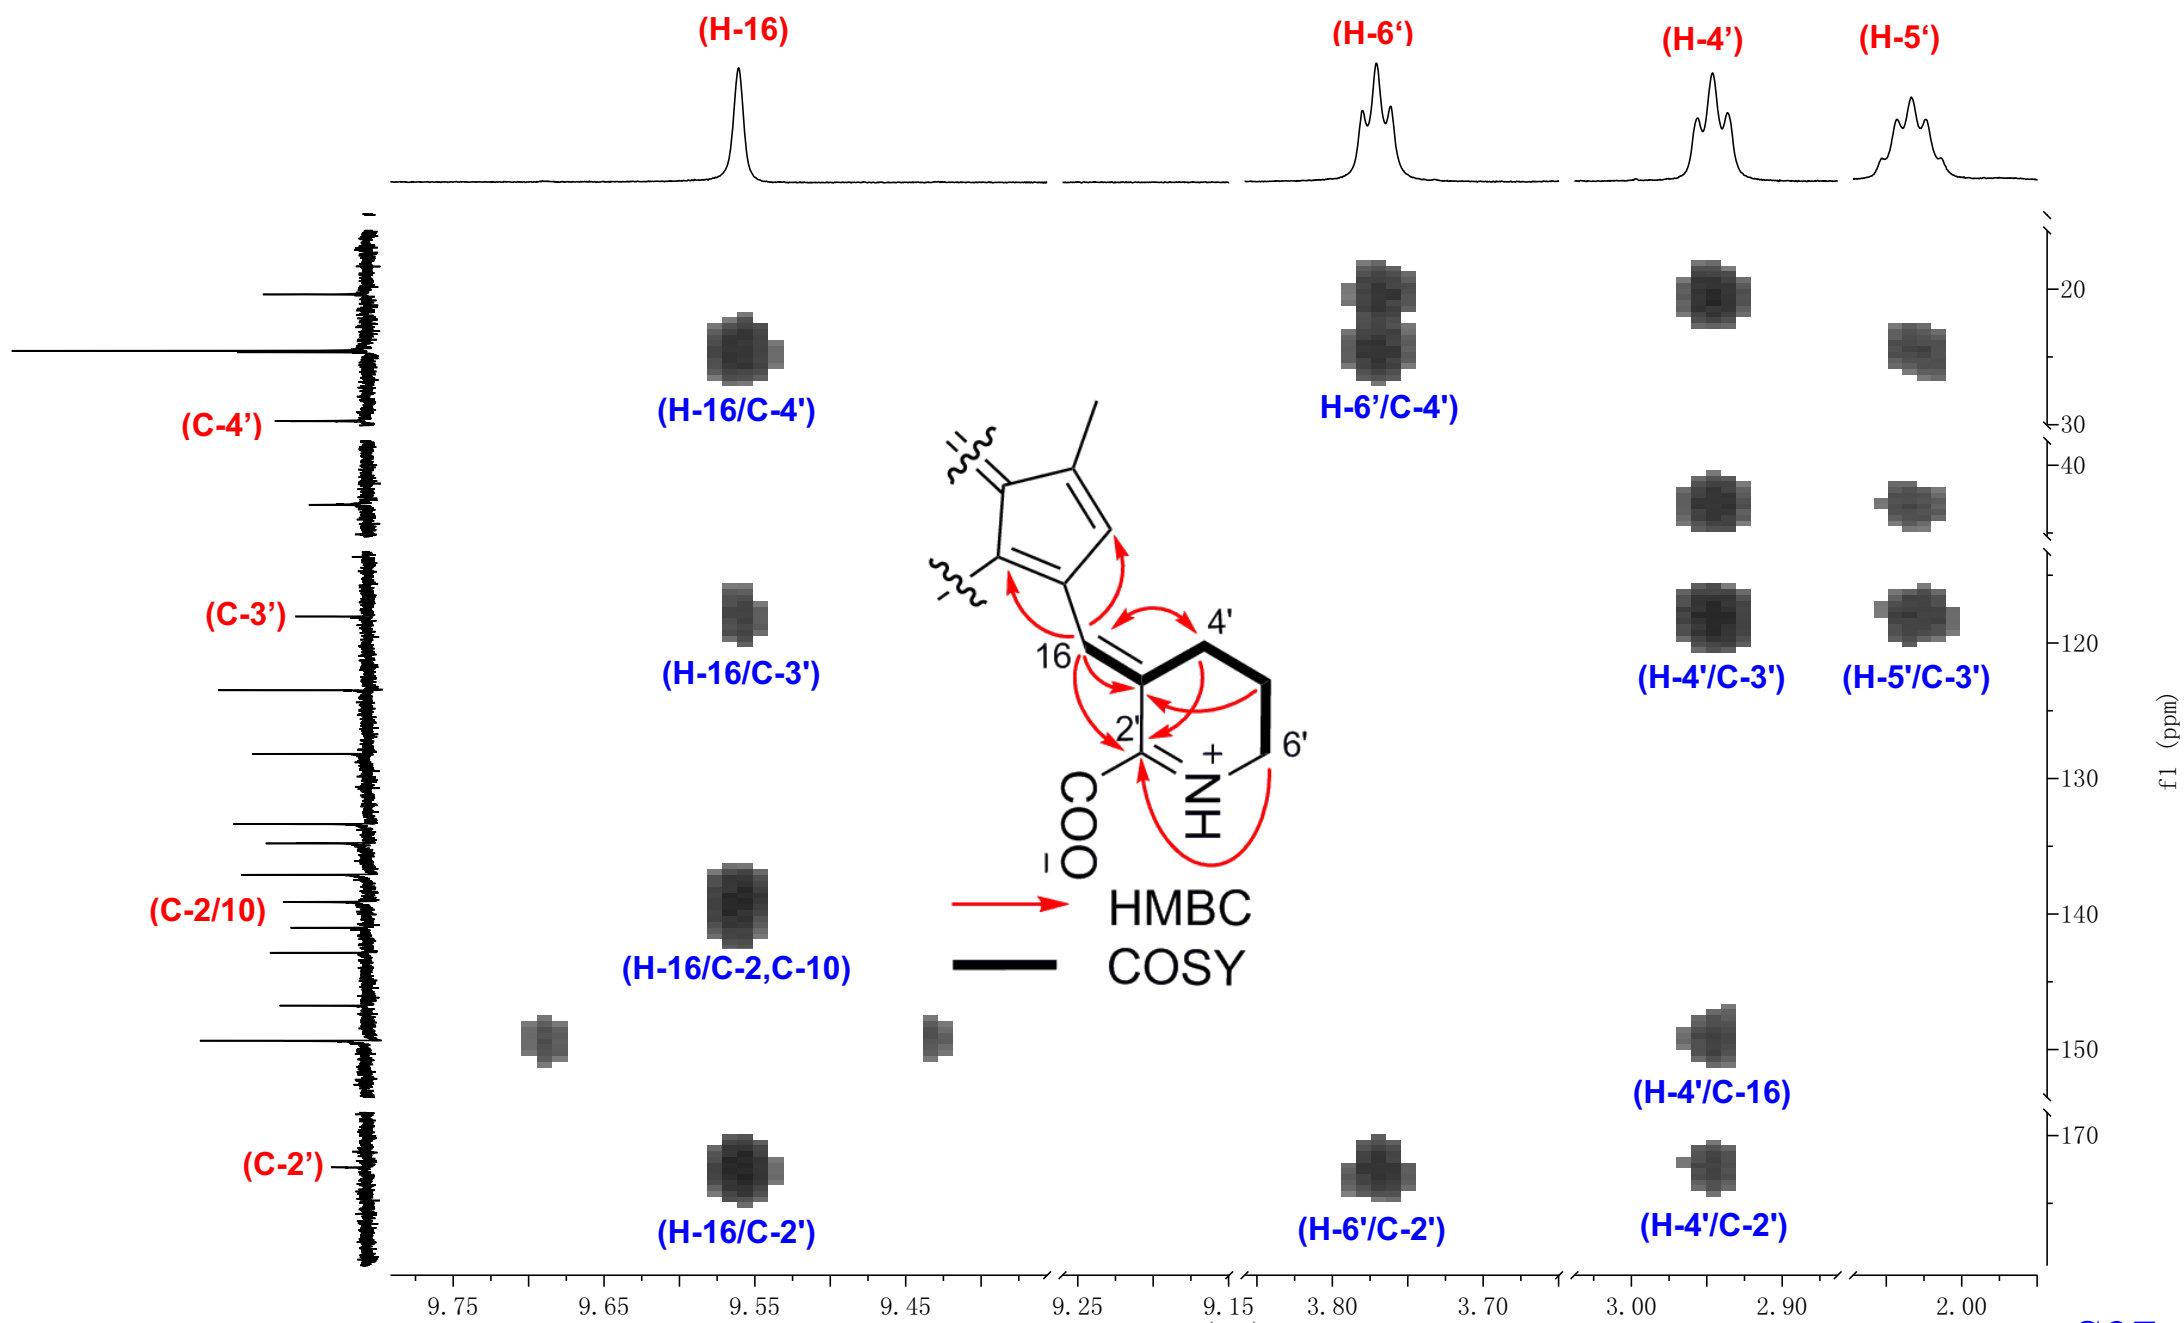 (H-16)
(H-6‘)
(H-4’)
(H-5‘)
20
(H-16/C-4')
H-6’/C-4')
(C-4’)
30
40
(C-3’)
4'
16
120
(H-16/C-3')
(H-4'/C-3')
(H-5'/C-3')
2'
+
6'
f1 (ppm)
130
N
H
COO
−
(C-2/10)
HMBC
140
(H-16/C-2,C-10)
COSY
150
(H-4'/C-16)
170
(C-2’)
(H-16/C-2')
(H-6'/C-2')
(H-4'/C-2')
9.75
9.65
9.55
9.45
9.25
9.15
3.80
3.70
3.00
2.90
2.00